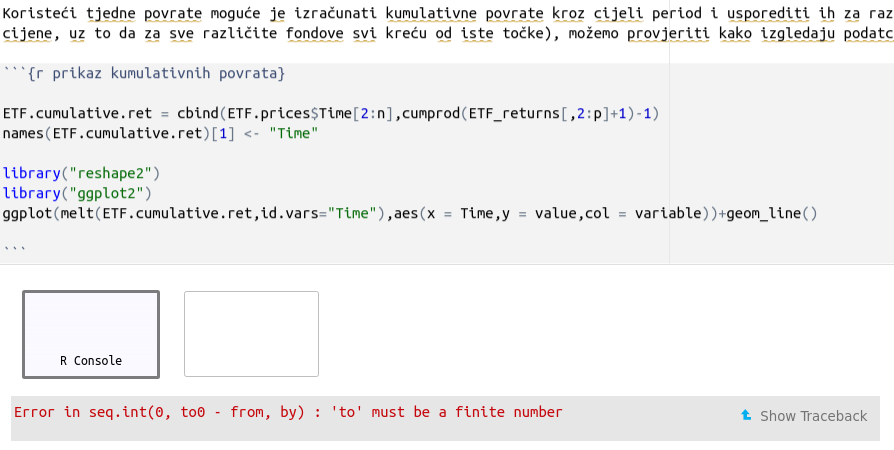 Koristeći tjedne povrate moguće je izračunati kumulativne povrate kroz cijeli period i usporediti ih za raz
cijene, uz to da za sve različite fondove svi kreću od iste točke), možemo provjeriti kako izgledaju podatc
```{r prikaz kumulativnih povrata}
ETF.cumulative.ret = cbind(ETF.prices$Time[2:n],cumprod(ETF_returns[,2:p]+1)-1)
names(ETF.cumulative.ret)[1] <- "Time"
library("reshape2")
library("ggplot2")
ggplot(melt(ETF.cumulative.ret,id.vars="Time"),aes(x = Time,y = value,col = variable))+geom_line()
```
R Console
Error in seq.int(0, to0 - from, by) : 'to' must be a finite number
Show Traceback